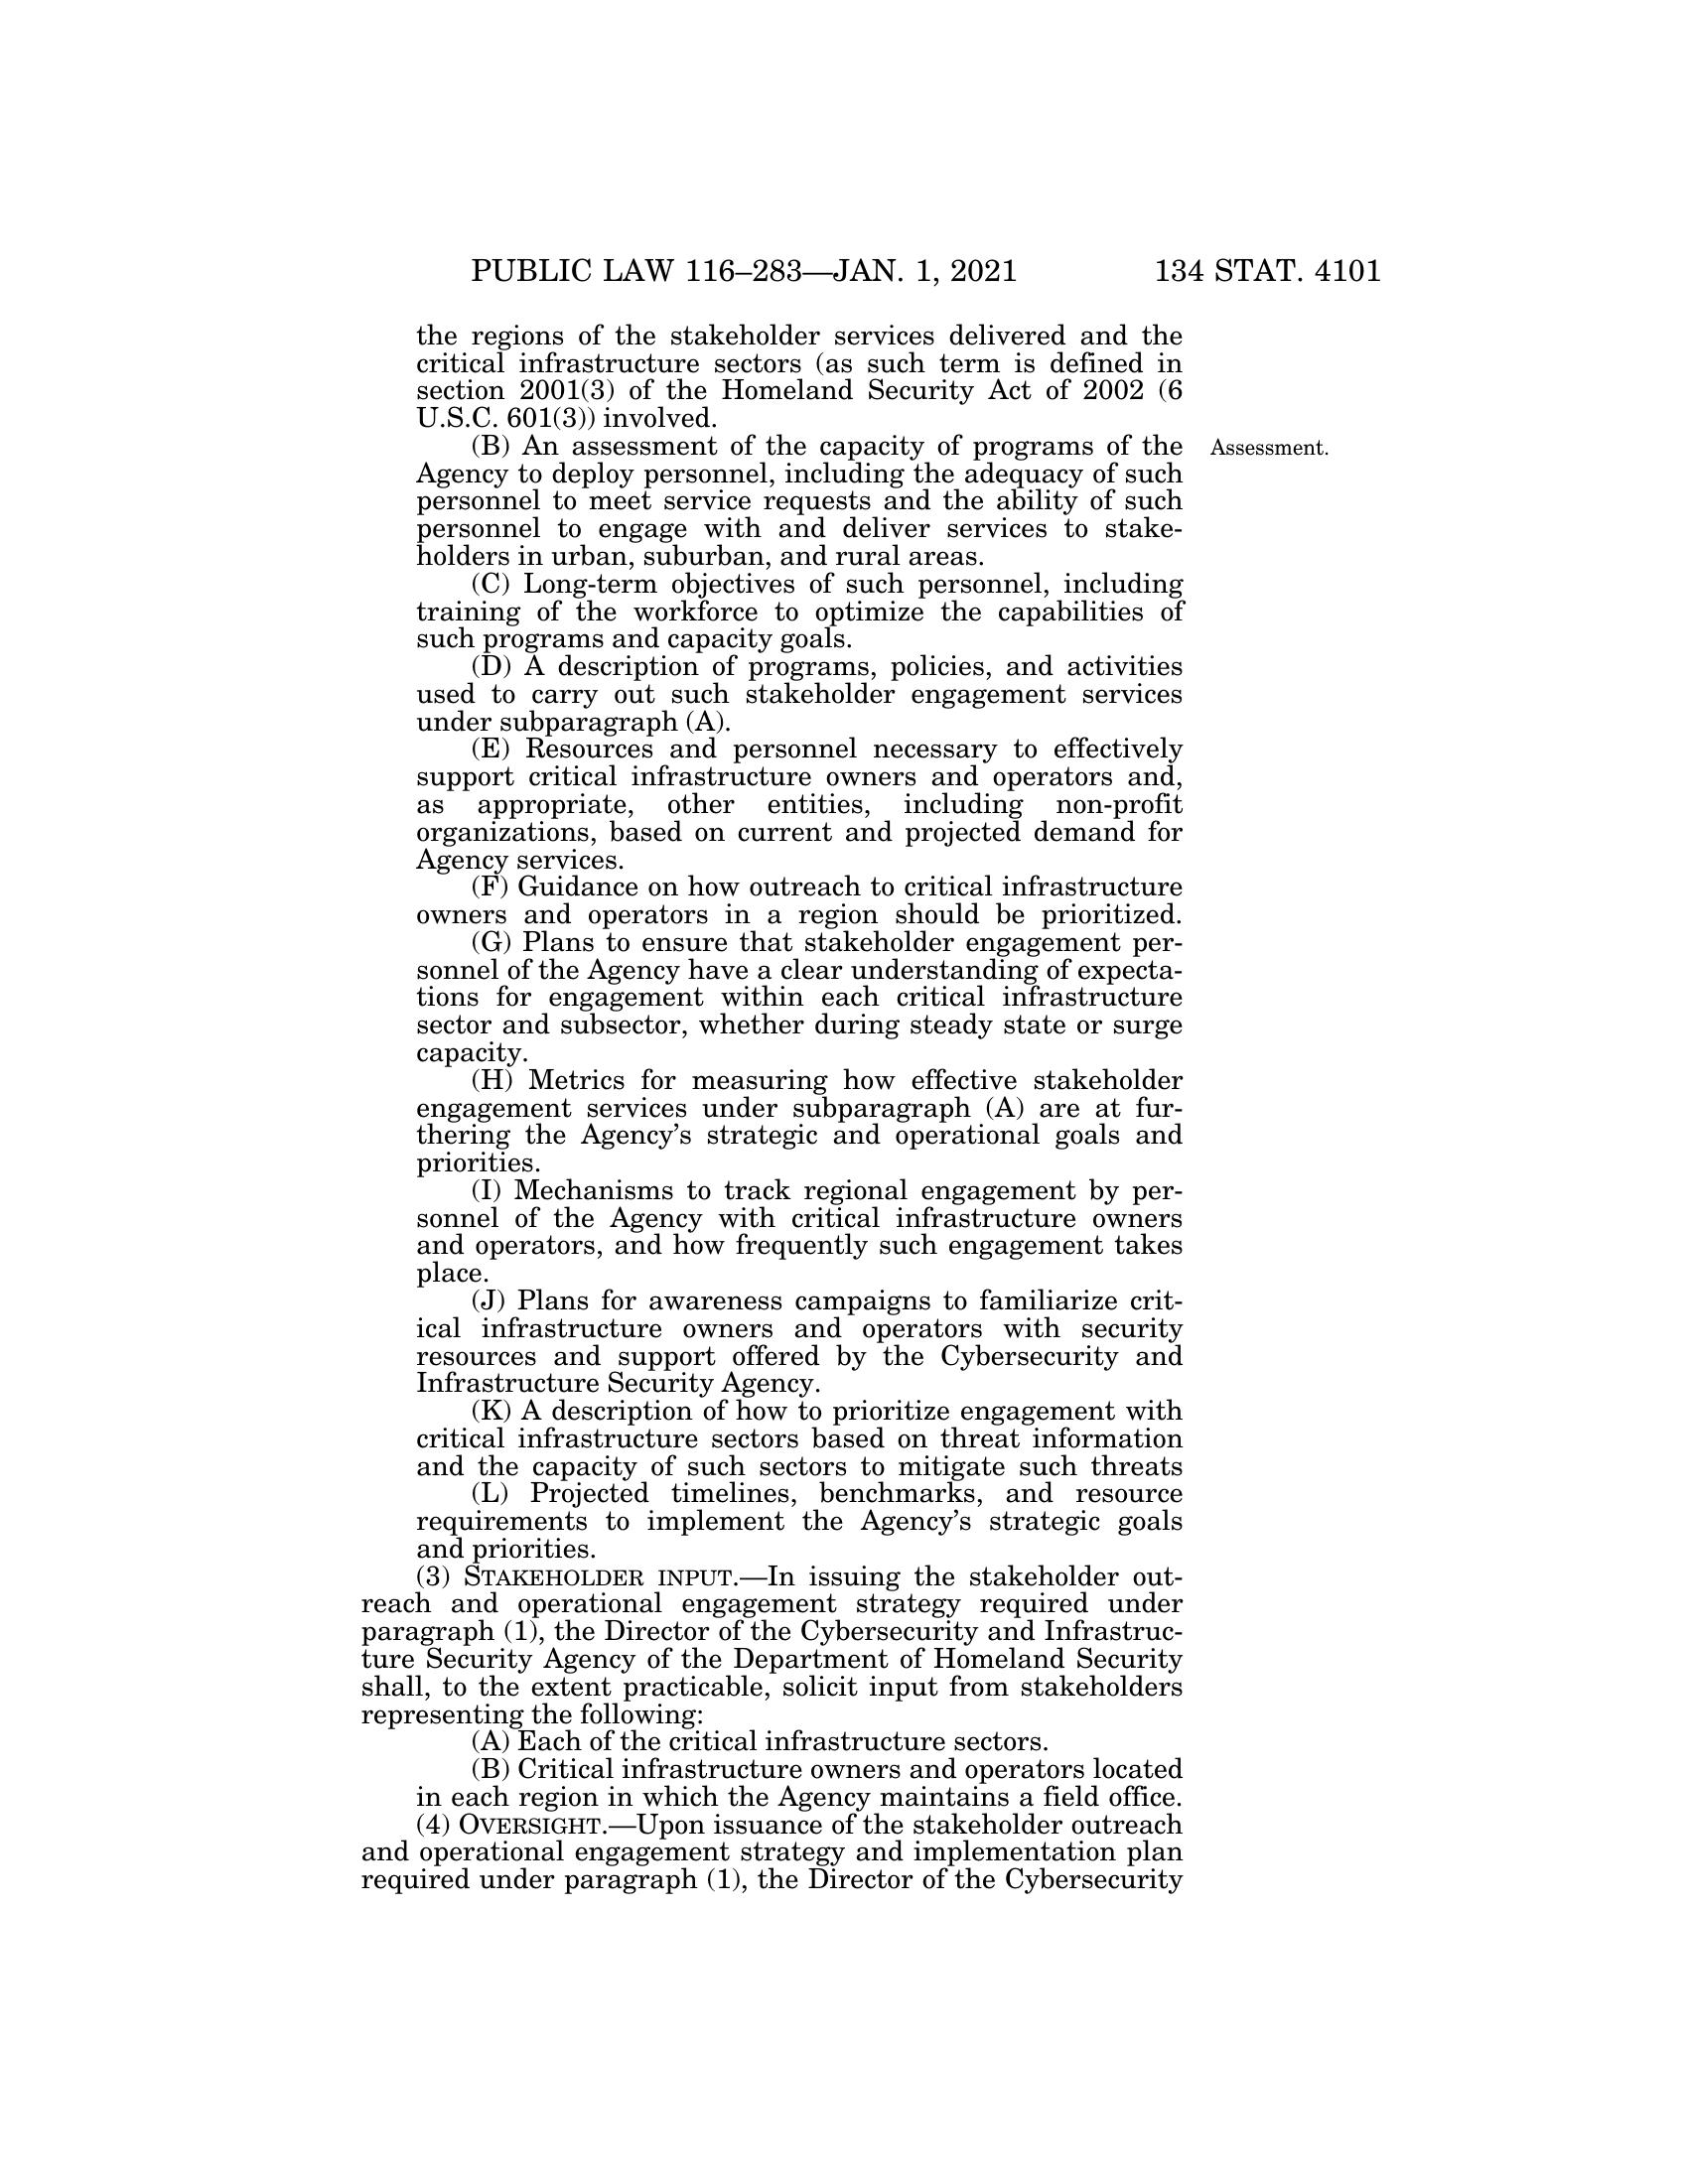 PUBLIC LAW 116–283—JAN. 1, 2021 134 STAT. 4101
the regions of the stakeholder services delivered and the
critical infrastructure sectors (as such term is defined in
section 2001(3) of the Homeland Security Act of 2002 (6
U.S.C. 601(3)) involved.
(B) An assessment of the capacity of programs of the
Agency to deploy personnel, including the adequacy of such
personnel to meet service requests and the ability of such
personnel to engage with and deliver services to stake-
holders in urban, suburban, and rural areas.
Assessment.
(C) Long-term objectives of such personnel, including
training of the workforce to optimize the capabilities of
such programs and capacity goals.
(D) A description of programs, policies, and activities
used to carry out such stakeholder engagement services
under subparagraph (A).
(E) Resources and personnel necessary to effectively
support critical infrastructure owners and operators and,
as appropriate, other entities, including non-profit
organizations, based on current and projected demand for
Agency services.
(F) Guidance on how outreach to critical infrastructure
owners and operators in a region should be prioritized.
(G) Plans to ensure that stakeholder engagement per-
sonnel of the Agency have a clear understanding of expecta-
tions for engagement within each critical infrastructure
sector and subsector, whether during steady state or surge
capacity.
(H) Metrics for measuring how effective stakeholder
engagement services under subparagraph (A) are at fur-
thering the Agency’s strategic and operational goals and
priorities.
(I) Mechanisms to track regional engagement by per-
sonnel of the Agency with critical infrastructure owners
and operators, and how frequently such engagement takes
place.
(J) Plans for awareness campaigns to familiarize crit-
ical infrastructure owners and operators with security
resources and support offered by the Cybersecurity and
Infrastructure Security Agency.
(K) A description of how to prioritize engagement with
critical infrastructure sectors based on threat information
and the capacity of such sectors to mitigate such threats
(L) Projected timelines, benchmarks, and resource
requirements to implement the Agency’s strategic goals
and priorities.
(3) STAKEHOLDER INPUT.—In issuing the stakeholder out-
reach and operational engagement strategy required under
paragraph (1), the Director of the Cybersecurity and Infrastruc-
ture Security Agency of the Department of Homeland Security
shall, to the extent practicable, solicit input from stakeholders
representing the following:
(A) Each of the critical infrastructure sectors.
(B) Critical infrastructure owners and operators located
in each region in which the Agency maintains a field office.
(4) OVERSIGHT.—Upon issuance of the stakeholder outreach
and operational engagement strategy and implementation plan
required under paragraph (1), the Director of the Cybersecurity